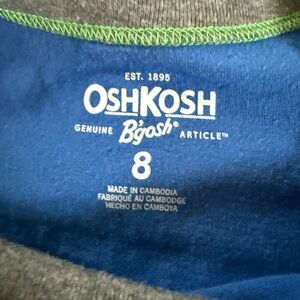 EST. 1895
OSHKOSH
GENUINE B'gosh® ARTICLE™
8
MADE IN CAMBODIA
FABRIQUÉ AU CAMBODGE
HECHO EN CAMBOYA